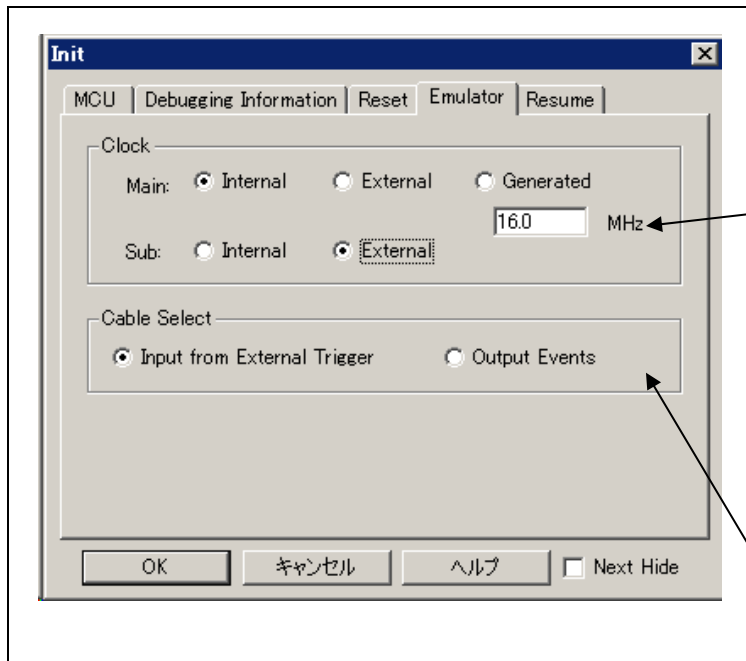 Init
MCU Debugging Information Reset Emulator Resume
Clock
Main: Internal External Generated
16.0 MHz
Sub: Internal External
Cable Select
Input from External Trigger Output Events
OK キャンセル ヘルプ Next Hide